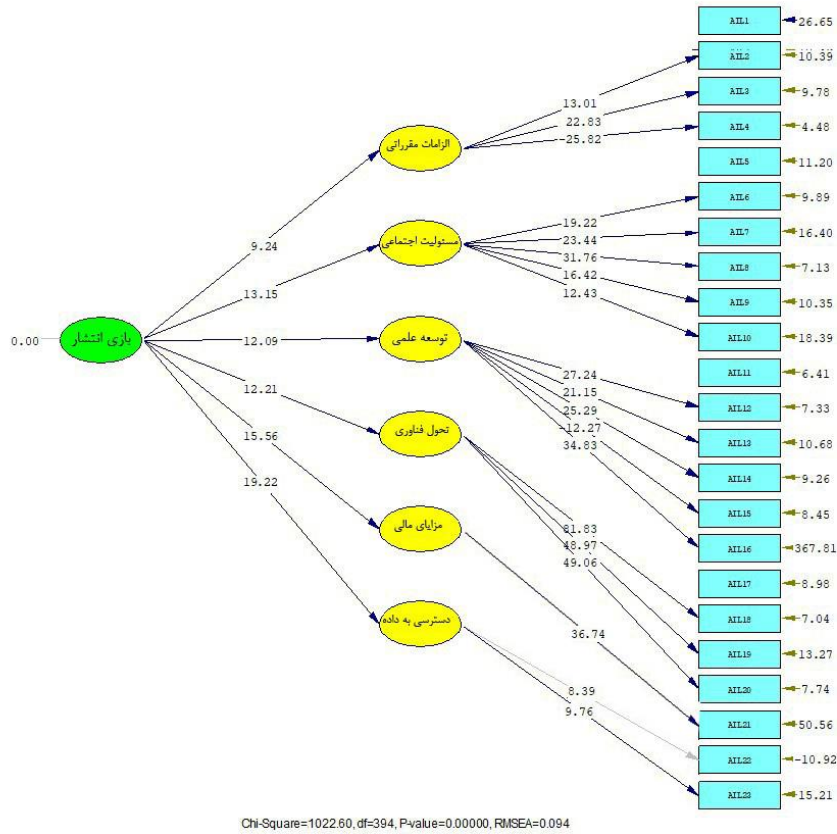 AIL1 26.65
AIL2 10.39
AIL3 9.78
AIL4 4.48
AIL5 11.20
AIL6 9.89
AIL7 16.40
AIL8 7.13
AIL9 10.35
AIL10 18.39
AIL11 6.41
AIL12 7.33
AIL13 10.68
AIL14 9.26
AIL15 8.45
AIL16 367.81
AIL17 8.98
AIL18 7.04
AIL19 13.27
AIL20 7.74
AIL21 50.56
AIL22 -10.92
AIL23 15.21
13.01
22.83
-25.82
19.22
23.44
31.76
16.42
12.43
27.24
21.15
25.29
-12.27
34.83
48.97
49.06
36.74
8.39
9.76
الزامات مقرراتی
مسئولیت اجتماعی
توسعه علمی
تحول فناوری
مزایای مالی
دسترسی به داده
9.24
13.15
12.09
12.21
15.56
19.22
بازی انتشار
0.00
Chi-Square=1022.60, df=394, P-value=0.00000, RMSEA=0.094